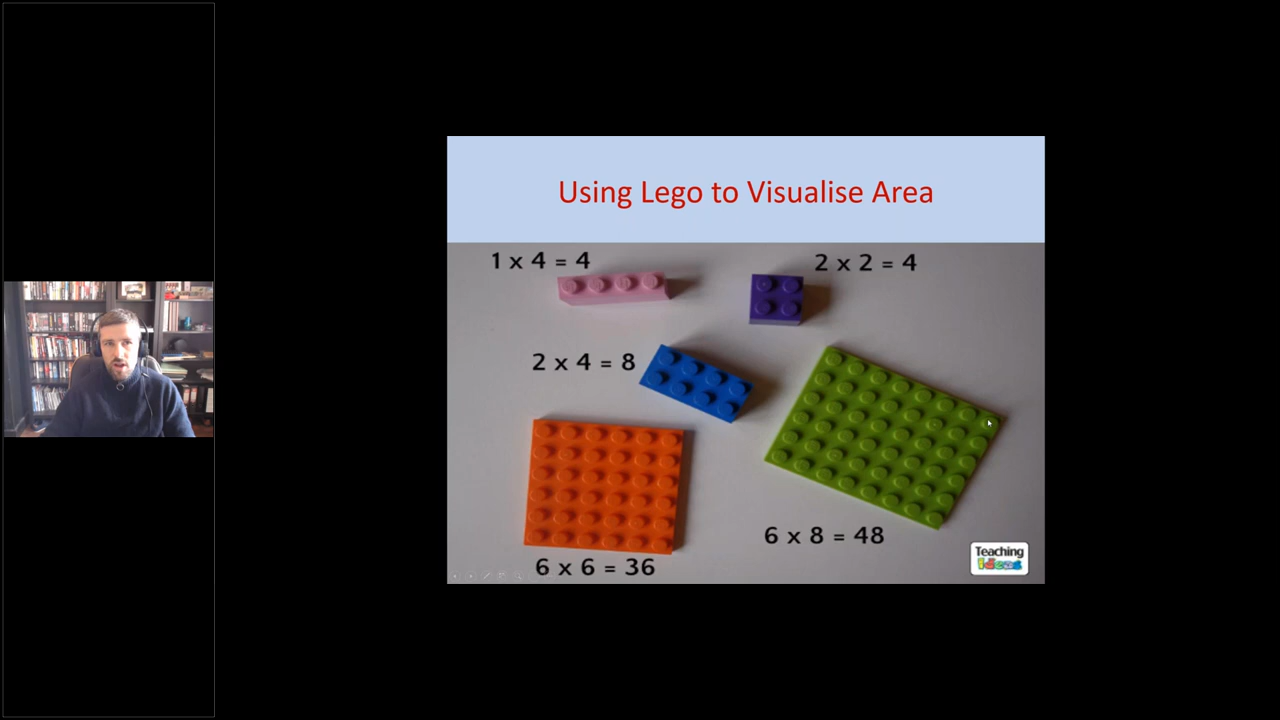 Using Lego to Visualise Area
1 x 4 = 4
2 x 2 = 4
2 x 4 = 8
6 x 8 = 48
6 x 6 = 36
Teaching
ideas